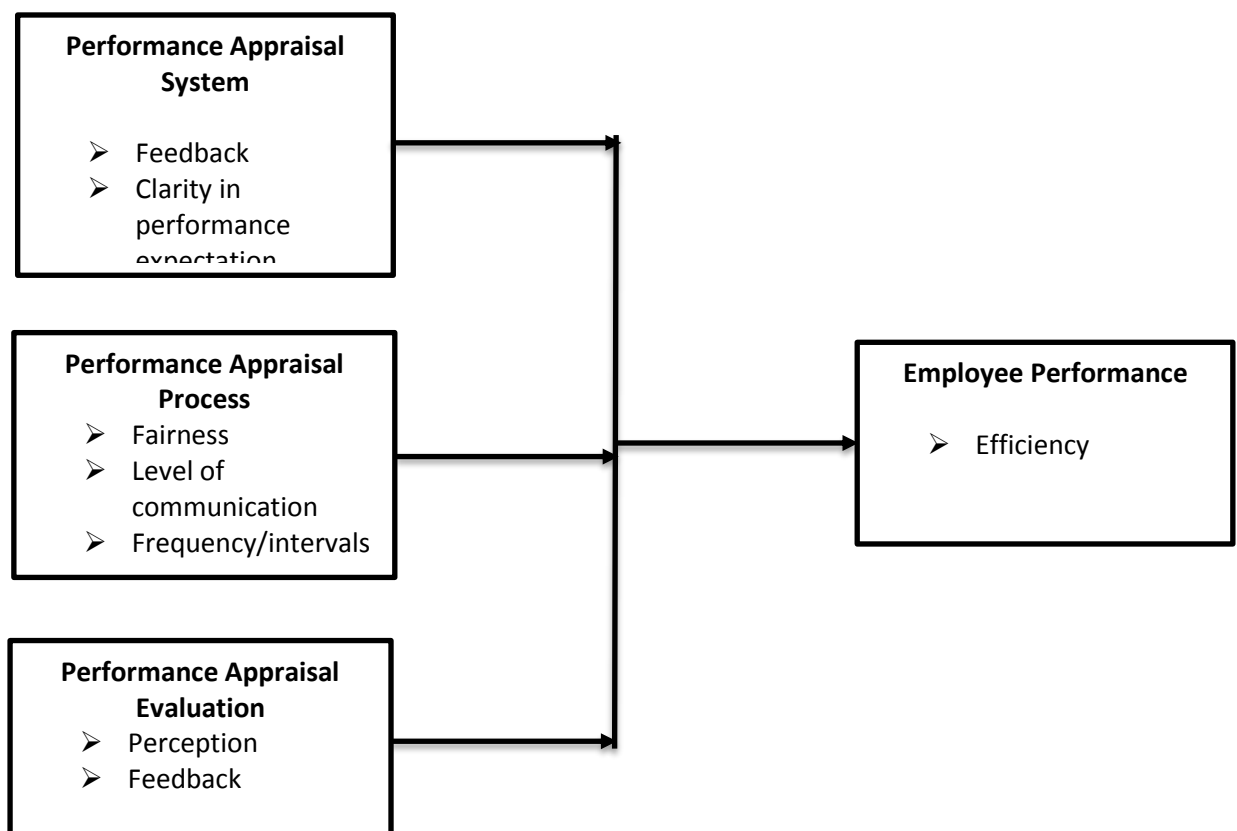 Performance Appraisal
System
➢ Feedback
➢ Clarity in
performance
expectation
Performance Appraisal
Process
➢ Fairness
➢ Level of
communication
➢ Frequency/intervals
Performance Appraisal
Evaluation
➢ Perception
➢ Feedback
Employee Performance
➢ Efficiency